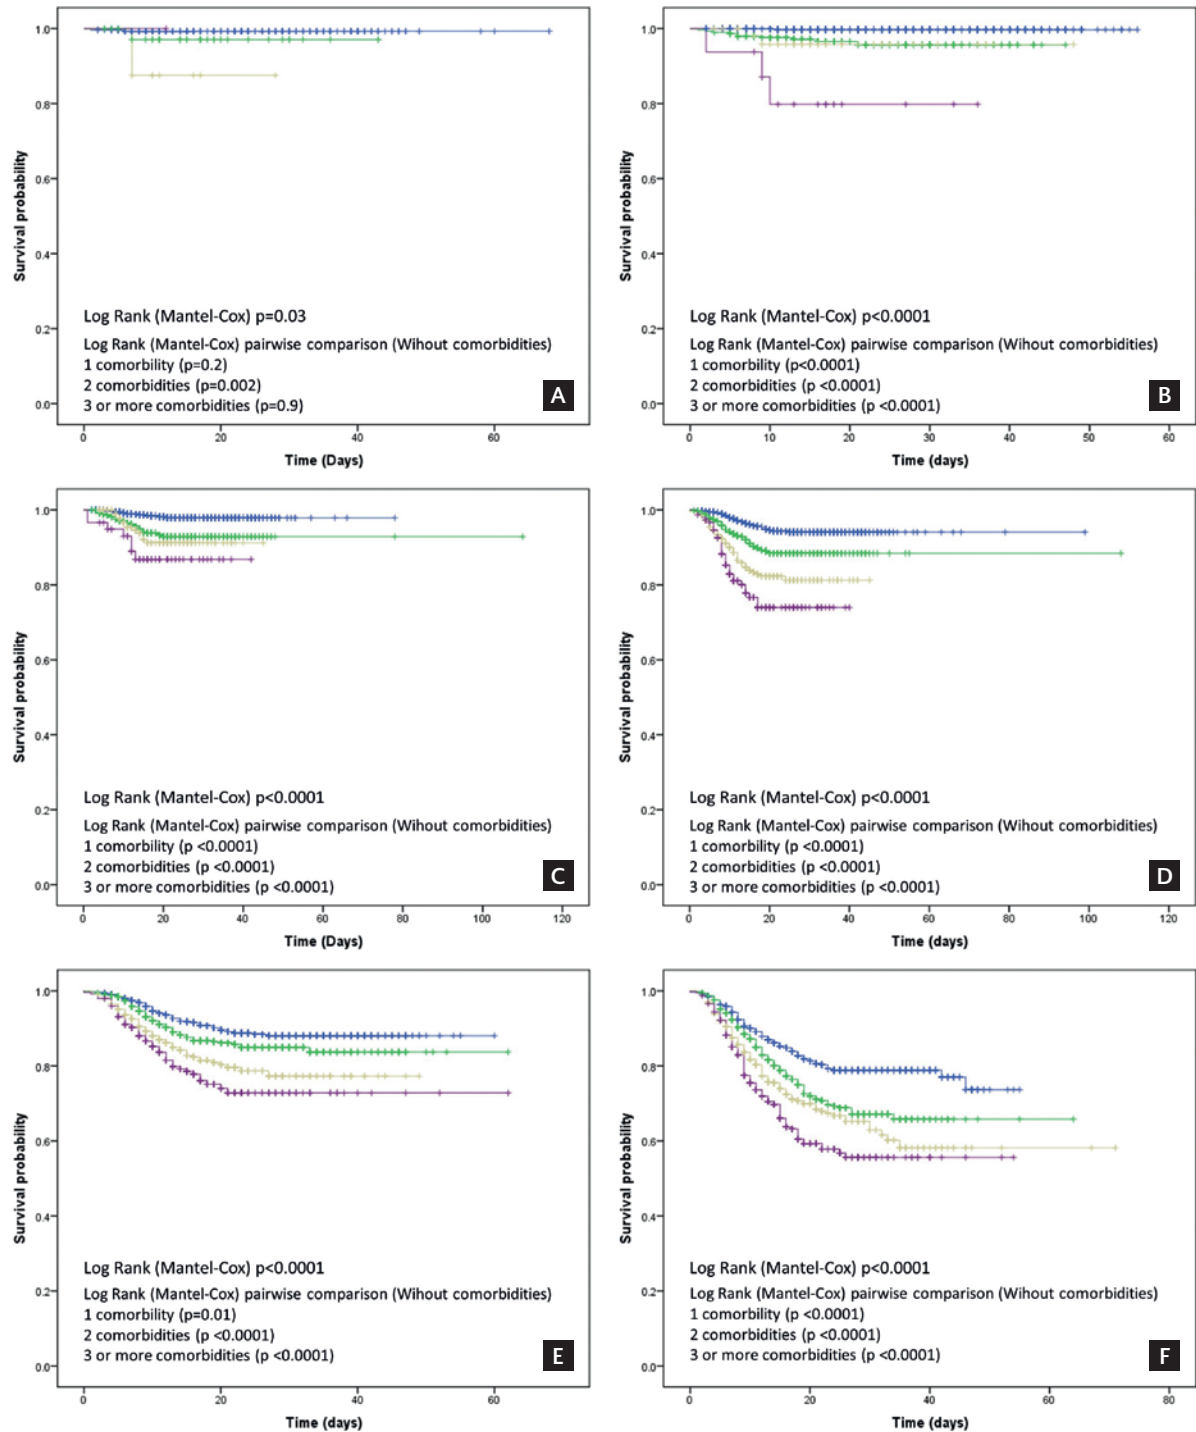 1.0
0.8
0.6
0.4
0.2
0.0
Survival probability
Log Rank (Mantel-Cox) p=0.03
Log Rank (Mantel-Cox) pairwise comparison (Wihout comorbidities)
1 comorbility (p=0.2)
2 comorbidities (p=0.002)
3 or more comorbidities (p=0.9)
A
0 20 40 60
Time (Days)
1.0
0.8
0.6
0.4
0.2
0.0
Survival probability
Log Rank (Mantel-Cox) p<0.0001
Log Rank (Mantel-Cox) pairwise comparison (Wihout comorbidities)
1 comorbility (p<0.0001)
2 comorbidities (p <0.0001)
3 or more comorbidities (p <0.0001)
B
0 10 20 30 40 50 60
Time (days)
1.0
0.8
0.6
0.4
0.2
0.0
Survival probability
Log Rank (Mantel-Cox) p<0.0001
Log Rank (Mantel-Cox) pairwise comparison (Wihout comorbidities)
1 comorbility (p <0.0001)
2 comorbidities (p <0.0001)
3 or more comorbidities (p <0.0001)
C
0 20 40 60 80 100 120
Time (Days)
1.0
0.8
0.6
0.4
0.2
0.0
Survival probability
Log Rank (Mantel-Cox) p<0.0001
Log Rank (Mantel-Cox) pairwise comparison (Wihout comorbidities)
1 comorbility (p <0.0001)
2 comorbidities (p <0.0001)
3 or more comorbidities (p <0.0001)
D
0 20 40 60 80 100 120
Time (days)
1.0
0.8
0.6
0.4
0.2
0.0
Survival probability
Log Rank (Mantel-Cox) p<0.0001
Log Rank (Mantel-Cox) pairwise comparison (Wihout comorbidities)
1 comorbility (p=0.01)
2 comorbidities (p <0.0001)
3 or more comorbidities (p <0.0001)
E
0 20 40 60
Time (days)
1.0
0.8
0.6
0.4
0.2
0.0
Survival probability
Log Rank (Mantel-Cox) p<0.0001
Log Rank (Mantel-Cox) pairwise comparison (Wihout comorbidities)
1 comorbility (p <0.0001)
2 comorbidities (p <0.0001)
3 or more comorbidities (p <0.0001)
F
0 20 40 60 80
Time (days)